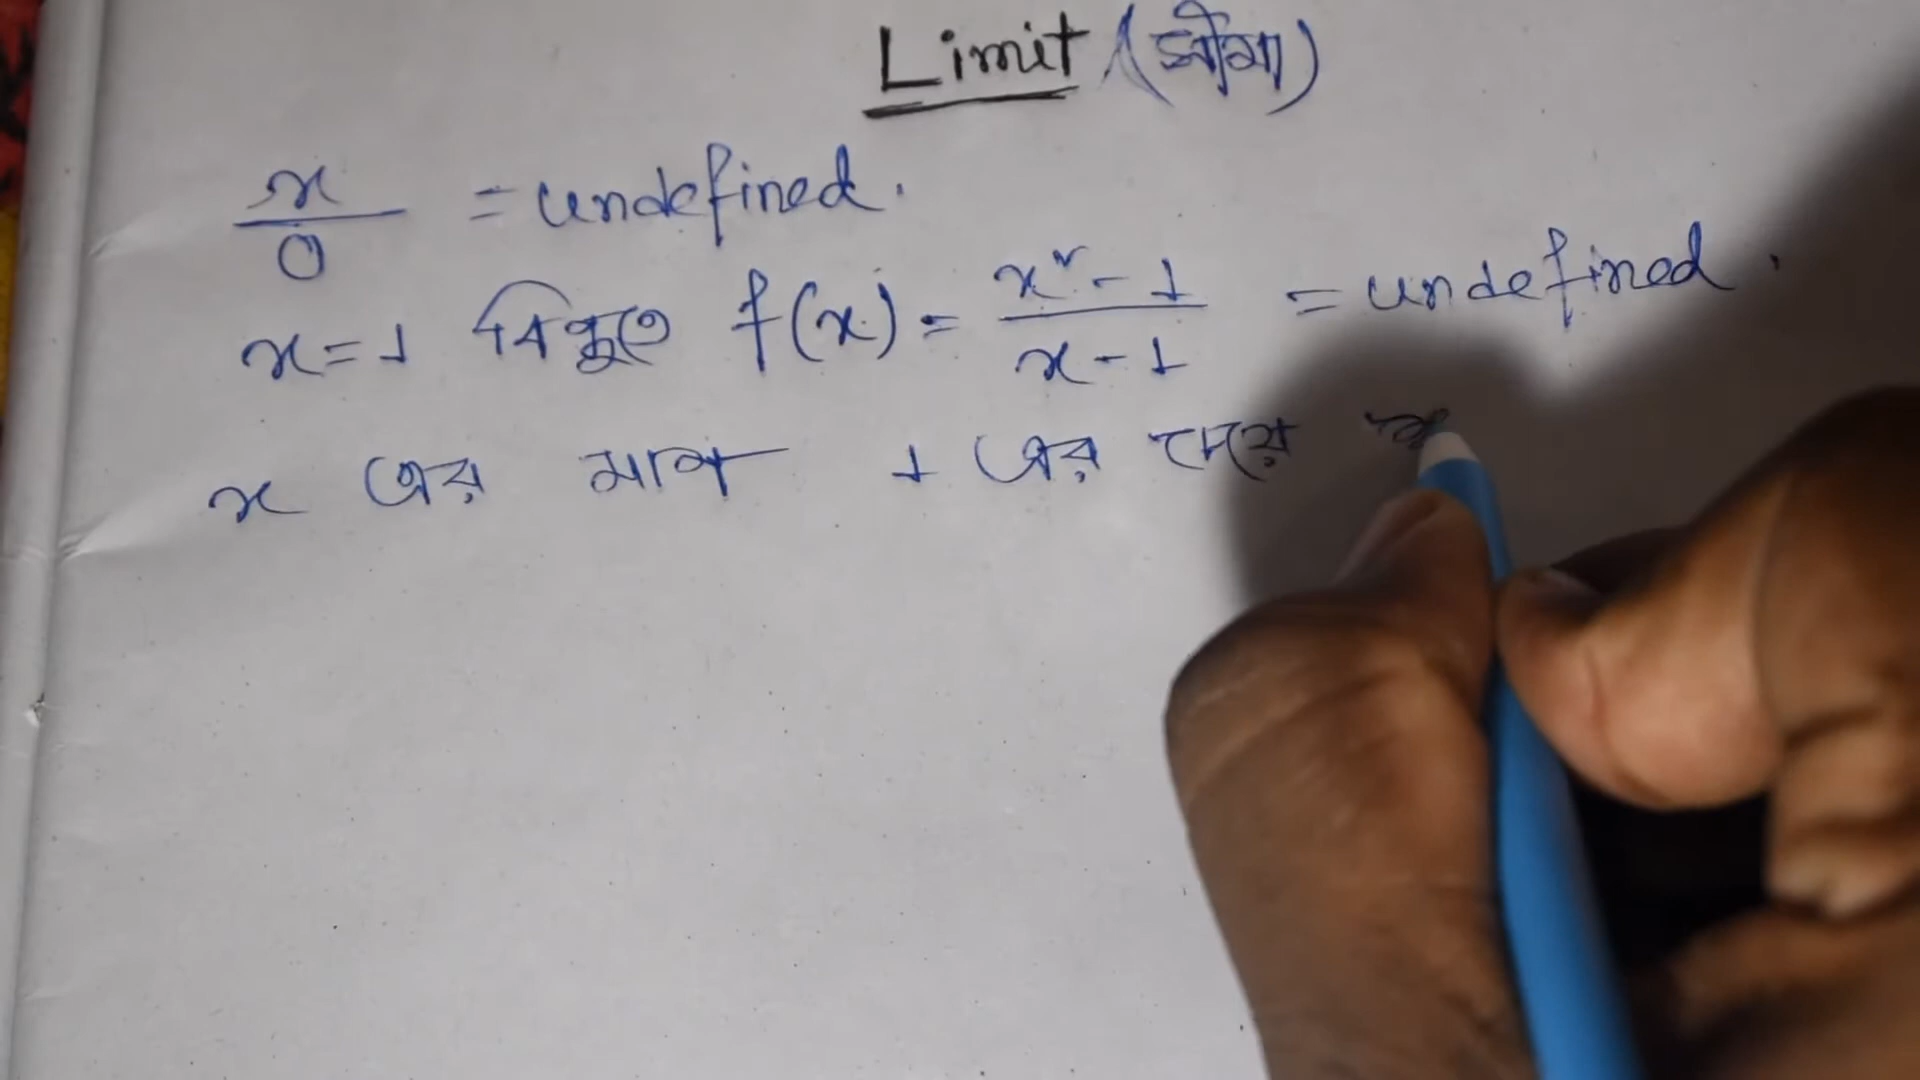 Limit (সীমা)
x/0 = undefined.
x=1 বিন্দুতে f(x) = x²-1/x-1 = undefined.
x এর মান 1 এর চেয়ে